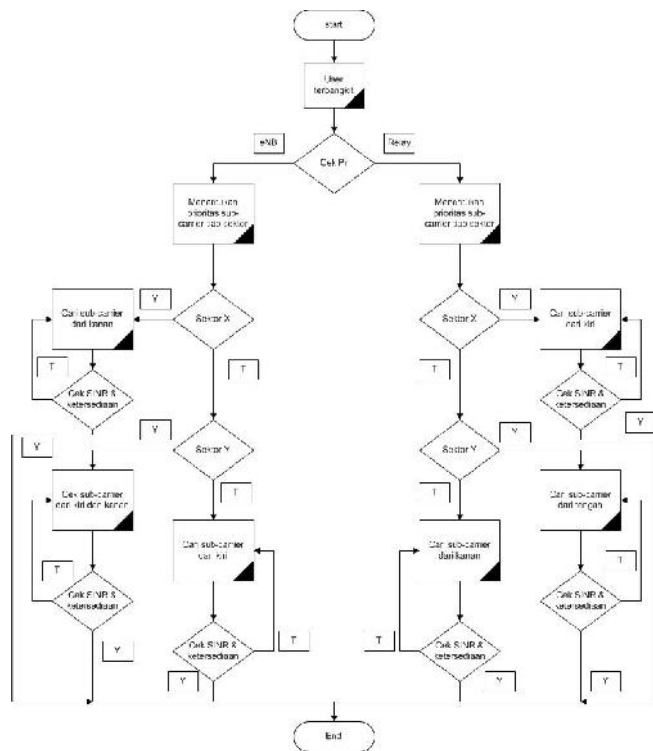 start
User
terbangkit
eNB
Relay
Cek Pr
Menentukan
prioritas sub-
carrier tiap sektor
Menentukan
prioritas sub-
carrier tiap sektor
Y
Y
Cari sub-carrier
dari kanan
Sektor X
Sektor X
Cari sub-carrier
dari kiri
T
T
T
T
Cek SINR &
ketersediaan
Cek SINR &
ketersediaan
Y
Y
Y
Y
Sektor Y
Sektor Y
T
T
Cek sub-carrier
dari kiri dan kanan
Cari sub-carrier
dari tengah
Cari sub-carrier
dari kiri
Cari sub-carrier
dari kanan
T
T
Cek SINR &
ketersediaan
Cek SINR &
ketersediaan
T
T
Cek SINR &
ketersediaan
Cek SINR &
ketersediaan
Y
Y
Y
Y
End